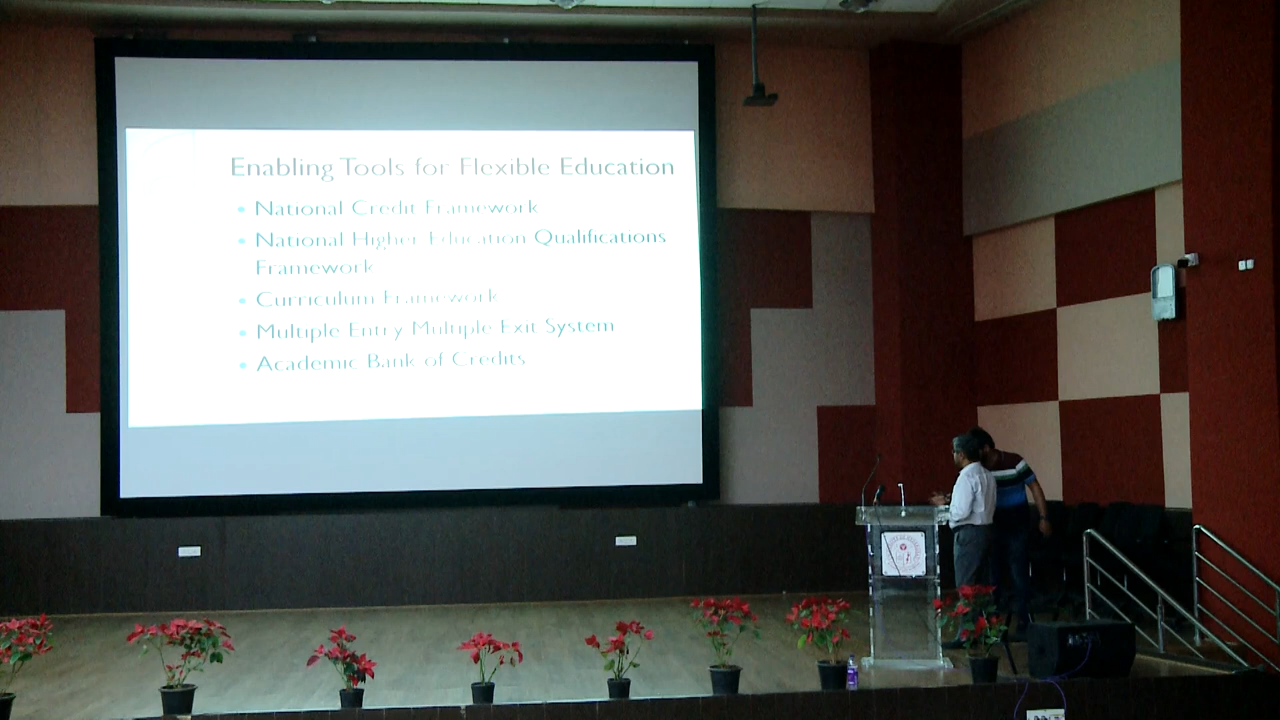 Enabling Tools for Flexible Education
National Credit Framework
National Higher Education Qualifications
Framework
Curriculum Framework
Multiple Entry Multiple Exit System
Academic Bank of Credits